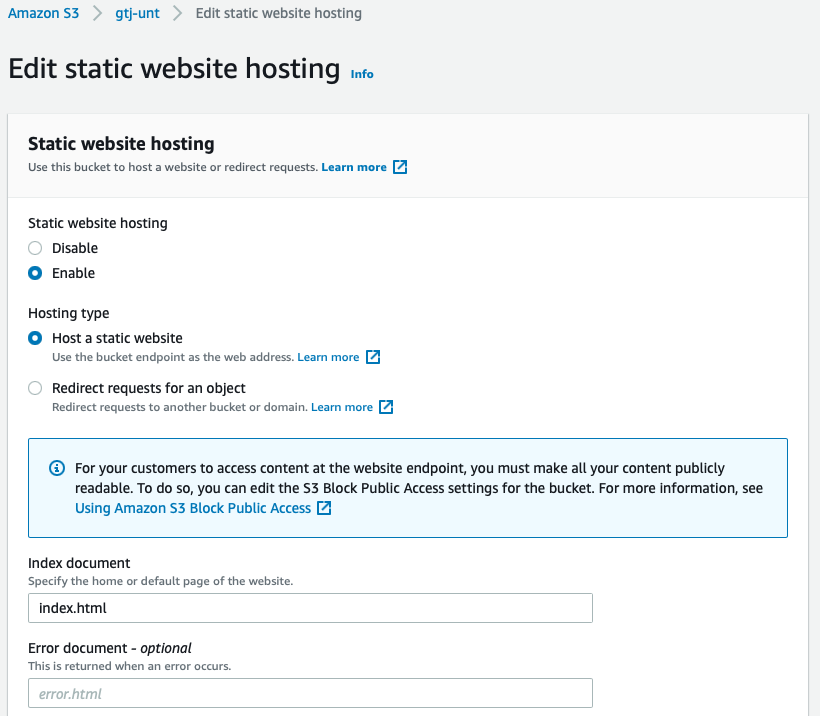 Amazon S3 > gtj-unt > Edit static website hosting
Edit static website hosting Info
Static website hosting
Use this bucket to host a website or redirect requests. Learn more
Static website hosting
Disable
Enable
Hosting type
Host a static website
Use the bucket endpoint as the web address. Learn more
Redirect requests for an object
Redirect requests to another bucket or domain. Learn more
For your customers to access content at the website endpoint, you must make all your content publicly
readable. To do so, you can edit the S3 Block Public Access settings for the bucket. For more information, see
Using Amazon S3 Block Public Access
Index document
Specify the home or default page of the website.
index.html
Error document - optional
This is returned when an error occurs.
error.html